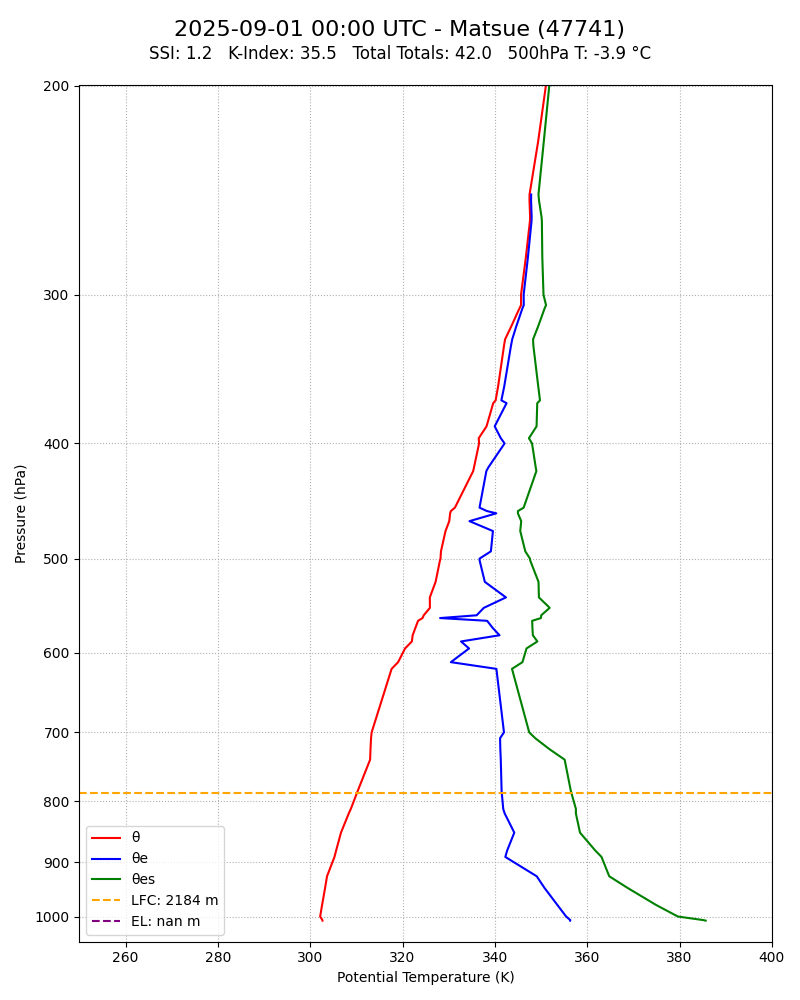 2025-09-01 00:00 UTC - Matsue (47741)
SSI: 1.2 K-Index: 35.5 Total Totals: 42.0 500hPa T: -3.9 °C
200
300
400
500
600
700
800
900
1000
Pressure (hPa)
θ
θe
θes
LFC: 2184 m
EL: nan m
260 280 300 320 340 360 380 400
Potential Temperature (K)